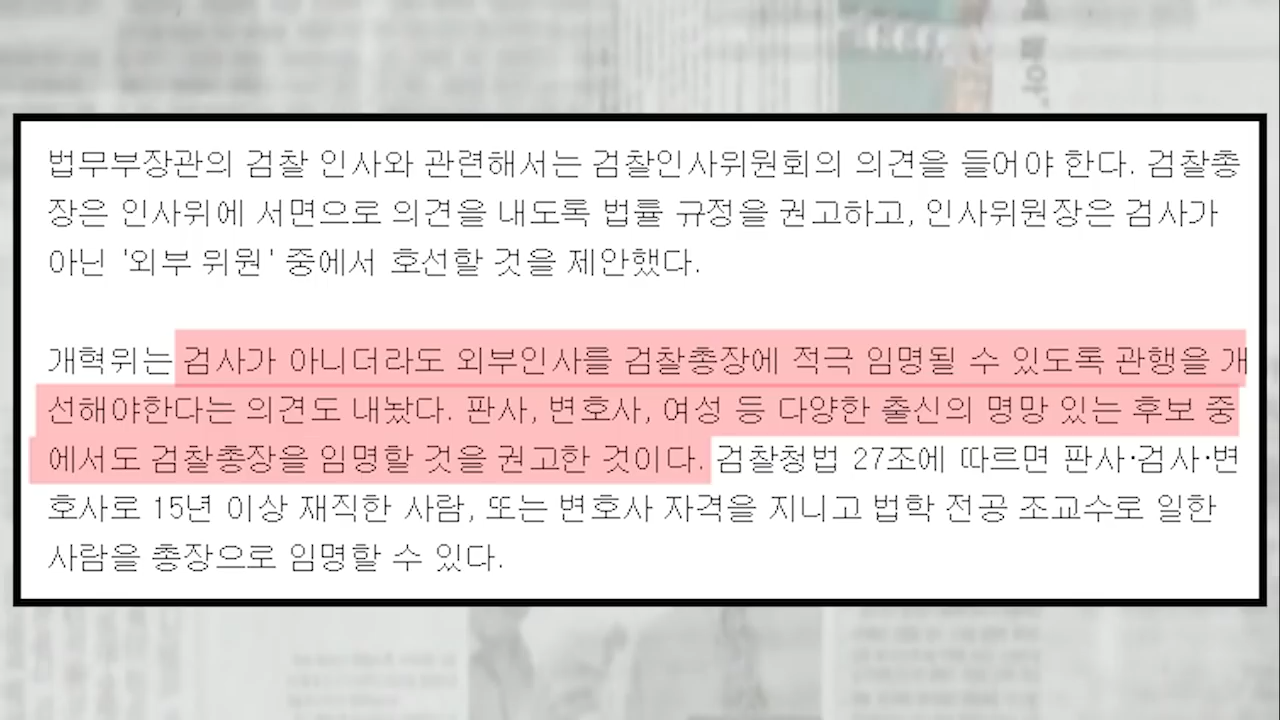 법무부장관의 검찰 인사와 관련해서는 검찰인사위원회의 의견을 들어야 한다. 검찰총
장은 인사위에 서면으로 의견을 내도록 법률 규정을 권고하고, 인사위원장은 검사가
아닌 '외부 위원' 중에서 호선할 것을 제안했다.
개혁위는 검사가 아니더라도 외부인사를 검찰총장에 적극 임명될 수 있도록 관행을 개
선해야한다는 의견도 내놨다. 판사, 변호사, 여성 등 다양한 출신의 명망 있는 후보 중
에서도 검찰총장을 임명할 것을 권고한 것이다. 검찰청법 27조에 따르면 판사·검사·변
호사로 15년 이상 재직한 사람, 또는 변호사 자격을 지니고 법학 전공 조교수로 일한
사람을 총장으로 임명할 수 있다.